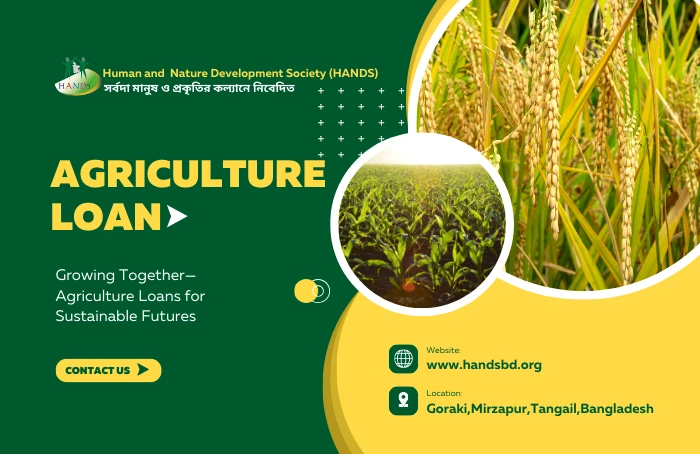 HANDS
Human and Nature Development Society (HANDS)
সর্বদা মানুষ ও প্রকৃতির কল্যানে নিবেদিত
AGRICULTURE
LOAN
Growing Together—
Agriculture Loans for
Sustainable Futures
CONTACT US
Website:
www.handsbd.org
Location:
Goraki,Mirzapur,Tangail,Bangladesh